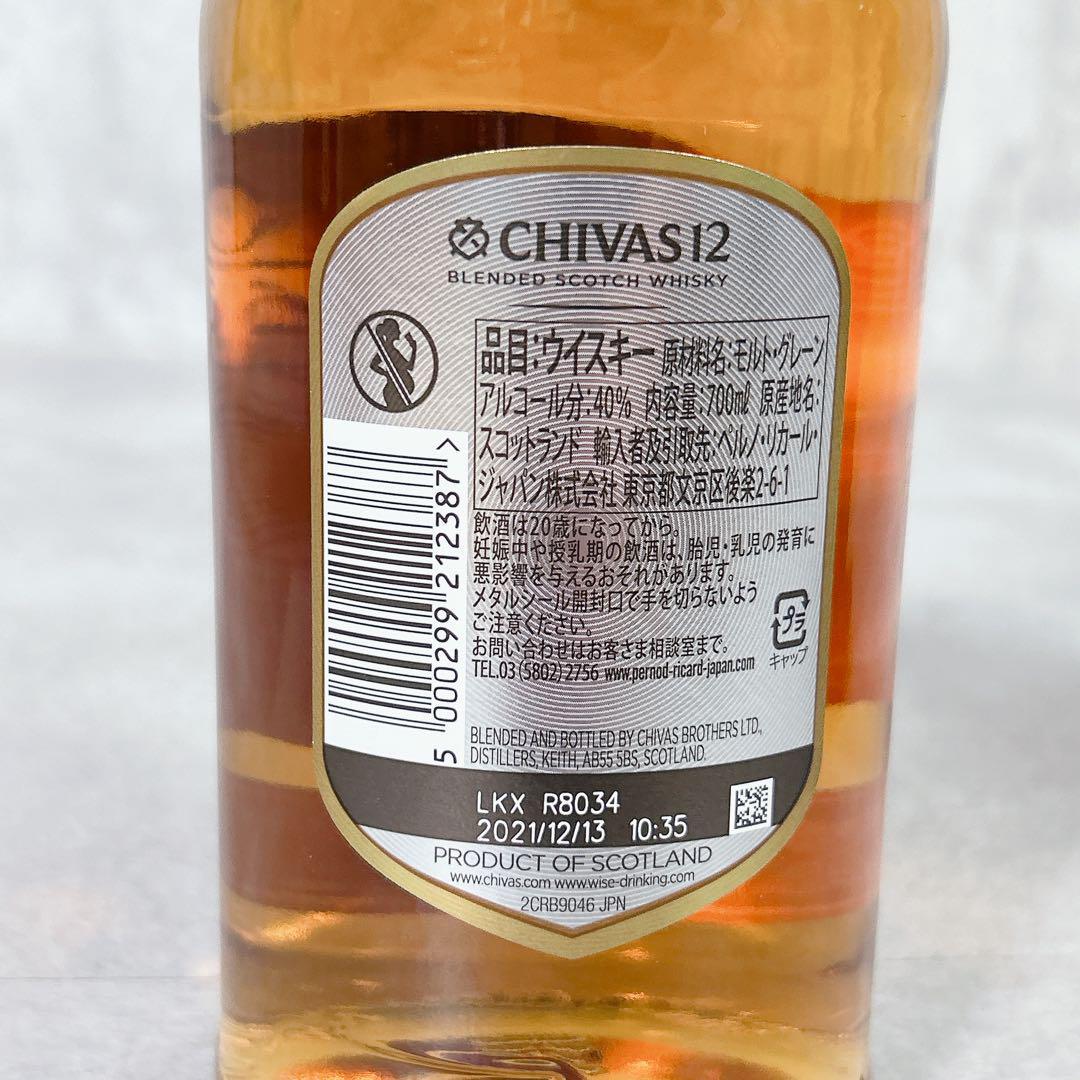 CHIVAS 12
BLENDED SCOTCH WHISKY
品目:ウイスキー 原材料名:モルト・グレーン
アルコール分:40% 内容量:700mℓ 原産地名:
スコットランド 輸入者及引取先:ペルノ・リカール・
ジャパン株式会社 東京都文京区後楽2-6-1
飲酒は20歳になってから。
妊娠中や授乳期の飲酒は、胎児・乳児の発育に
悪影響を与えるおそれがあります。
メタルシール開封口で手を切らないよう
ご注意ください。
お問い合わせはお客さま相談室まで。
TEL.03(5802)2756 www.pernod-ricard-japan.com
プラ
キャップ
5 000299 212387 >
BLENDED AND BOTTLED BY CHIVAS BROTHERS LTD.,
DISTILLERS, KEITH, AB55 5BS, SCOTLAND.
LKX R8034
2021/12/13 10:35
PRODUCT OF SCOTLAND
www.chivas.com www.wise-drinking.com
2CRB9046 JPN